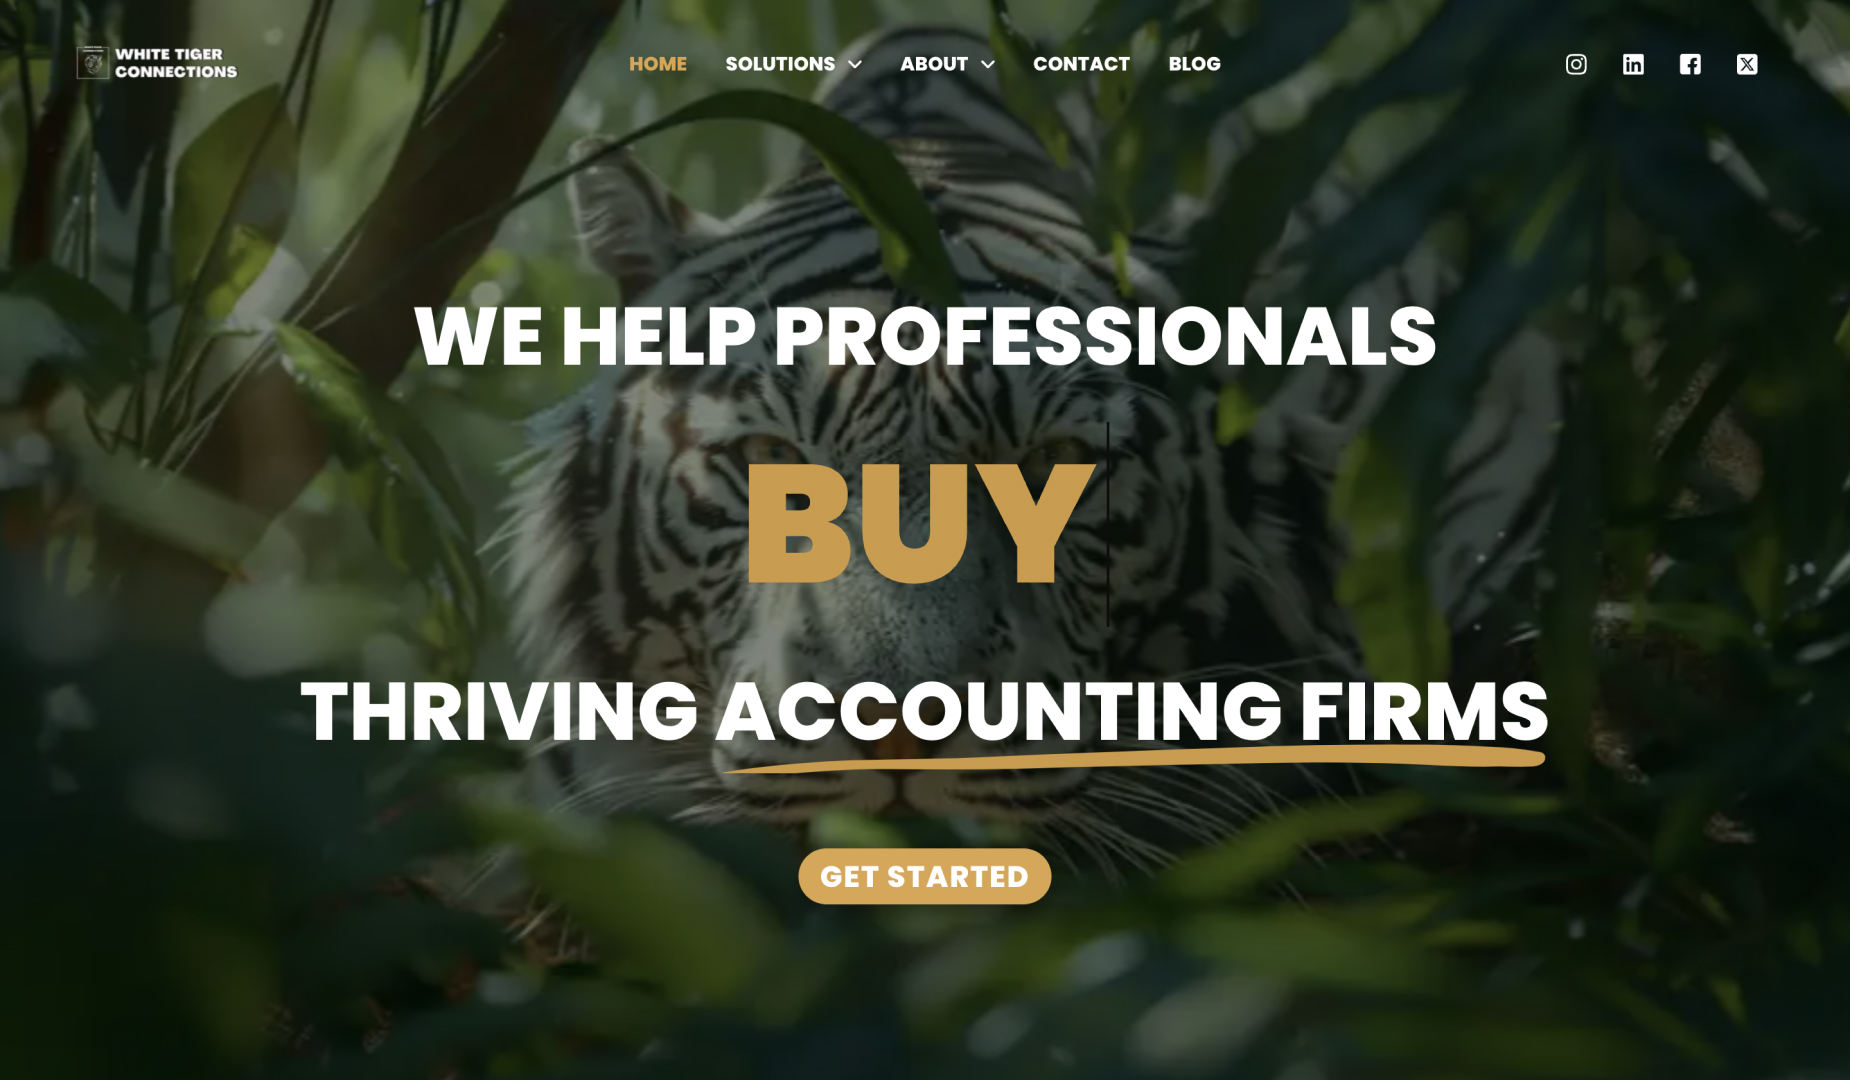 WHITE TIGER
CONNECTIONS
HOME
SOLUTIONS
ABOUT
CONTACT
BLOG
WE HELP PROFESSIONALS
BUY
THRIVING ACCOUNTING FIRMS
GET STARTED